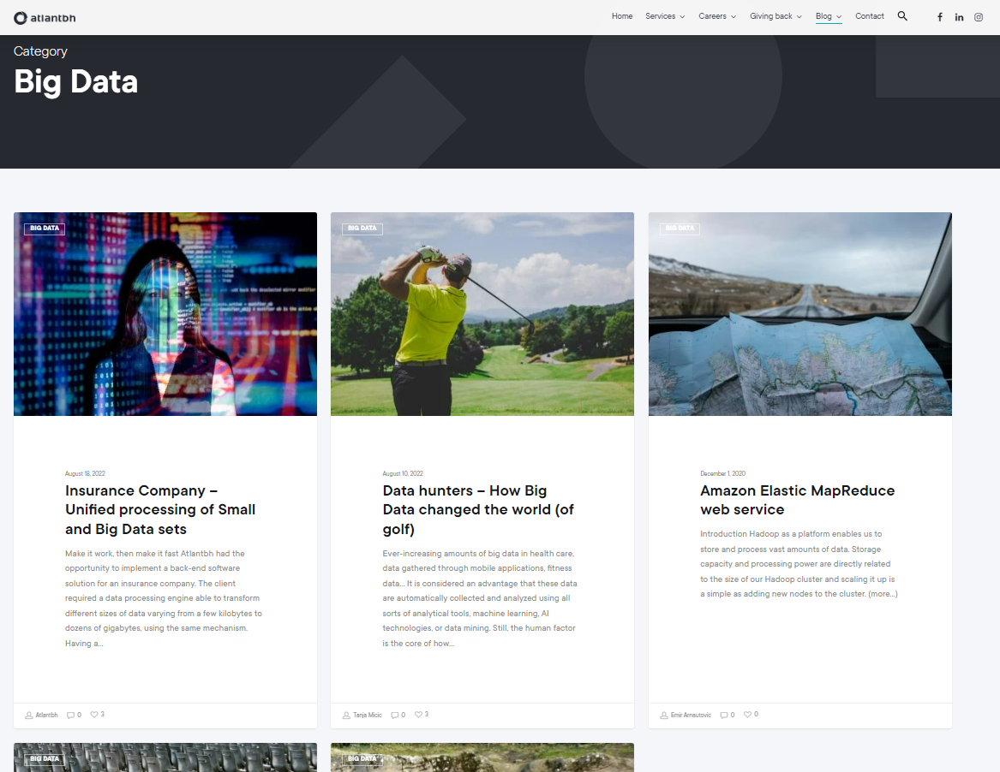 atlantbh
Home Services Careers Giving back Blog Contact
Category
Big Data
BIG DATA
August 18, 2022
Insurance Company –
Unified processing of Small
and Big Data sets
Make it work, then make it fast Atlantbh had the
opportunity to implement a back-end software
solution for an insurance company. The client
required a data processing engine able to transform
different sizes of data varying from a few kilobytes to
dozens of gigabytes, using the same mechanism.
Having a...
Atlantbh 0 3
BIG DATA
August 10, 2022
Data hunters – How Big
Data changed the world (of
golf)
Ever-increasing amounts of big data in health care,
data gathered through mobile applications, fitness
data... It is considered an advantage that these data
are automatically collected and analyzed using all
sorts of analytical tools, machine learning, AI
technologies, or data mining. Still, the human factor
is the core of how...
Tanja Micic 0 3
BIG DATA
December 1, 2020
Amazon Elastic MapReduce
web service
Introduction Hadoop as a platform enables us to
store and process vast amounts of data. Storage
capacity and processing power are directly related
to the size of our Hadoop cluster and scaling it up is
a simple as adding new nodes to the cluster. (more...)
Emir Arnautovic 0 0
BIG DATA
BIG DATA